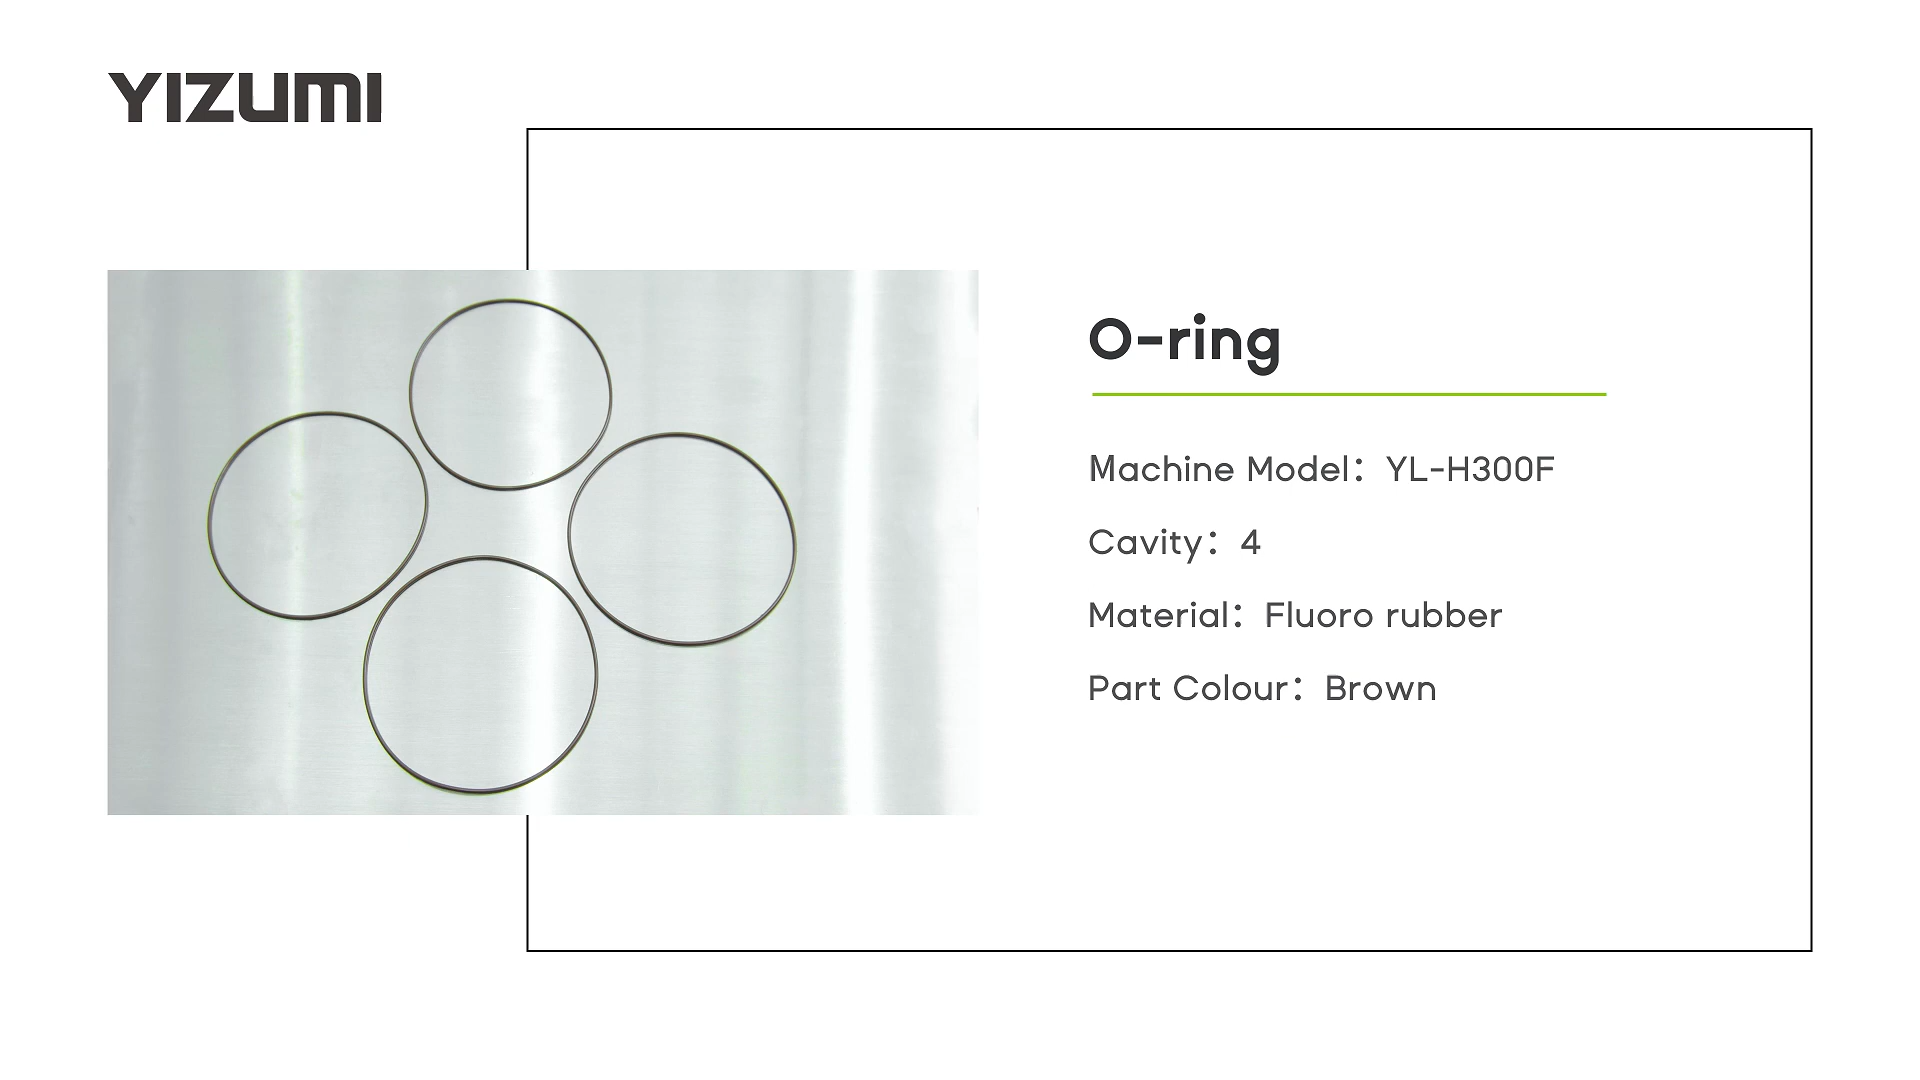 YIZUMI
O-ring
Machine Model：YL-H300F
Cavity：4
Material：Fluoro rubber
Part Colour：Brown